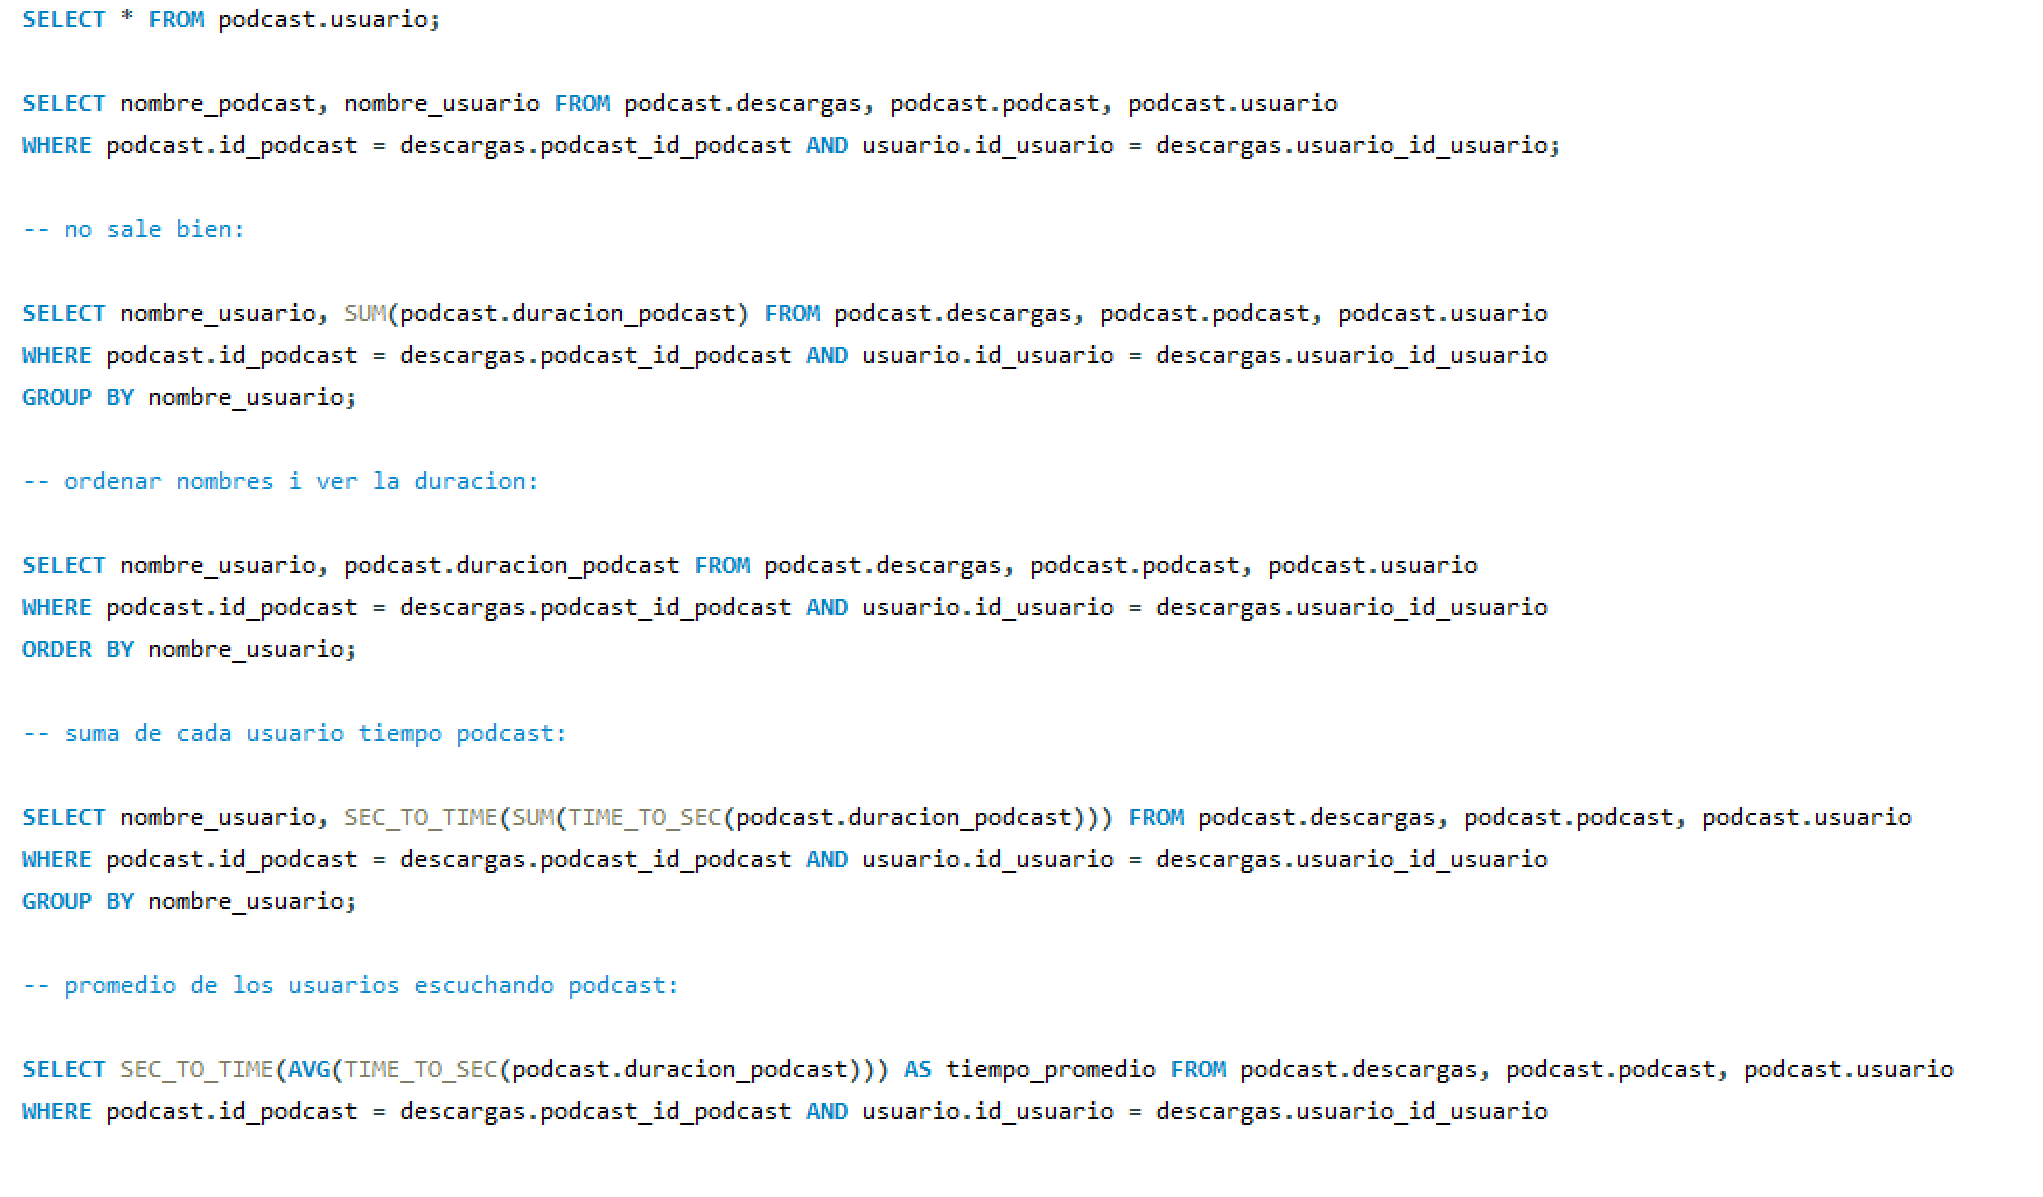 SELECT * FROM podcast.usuario;
SELECT nombre_podcast, nombre_usuario FROM podcast.descargas, podcast.podcast, podcast.usuario
WHERE podcast.id_podcast = descargas.podcast_id_podcast AND usuario.id_usuario = descargas.usuario_id_usuario;
-- no sale bien:
SELECT nombre_usuario, SUM(podcast.duracion_podcast) FROM podcast.descargas, podcast.podcast, podcast.usuario
WHERE podcast.id_podcast = descargas.podcast_id_podcast AND usuario.id_usuario = descargas.usuario_id_usuario
GROUP BY nombre_usuario;
-- ordenar nombres i ver la duracion:
SELECT nombre_usuario, podcast.duracion_podcast FROM podcast.descargas, podcast.podcast, podcast.usuario
WHERE podcast.id_podcast = descargas.podcast_id_podcast AND usuario.id_usuario = descargas.usuario_id_usuario
ORDER BY nombre_usuario;
-- suma de cada usuario tiempo podcast:
SELECT nombre_usuario, SEC_TO_TIME(SUM(TIME_TO_SEC(podcast.duracion_podcast))) FROM podcast.descargas, podcast.podcast, podcast.usuario
WHERE podcast.id_podcast = descargas.podcast_id_podcast AND usuario.id_usuario = descargas.usuario_id_usuario
GROUP BY nombre_usuario;
-- promedio de los usuarios escuchando podcast:
SELECT SEC_TO_TIME(AVG(TIME_TO_SEC(podcast.duracion_podcast))) AS tiempo_promedio FROM podcast.descargas, podcast.podcast, podcast.usuario
WHERE podcast.id_podcast = descargas.podcast_id_podcast AND usuario.id_usuario = descargas.usuario_id_usuario